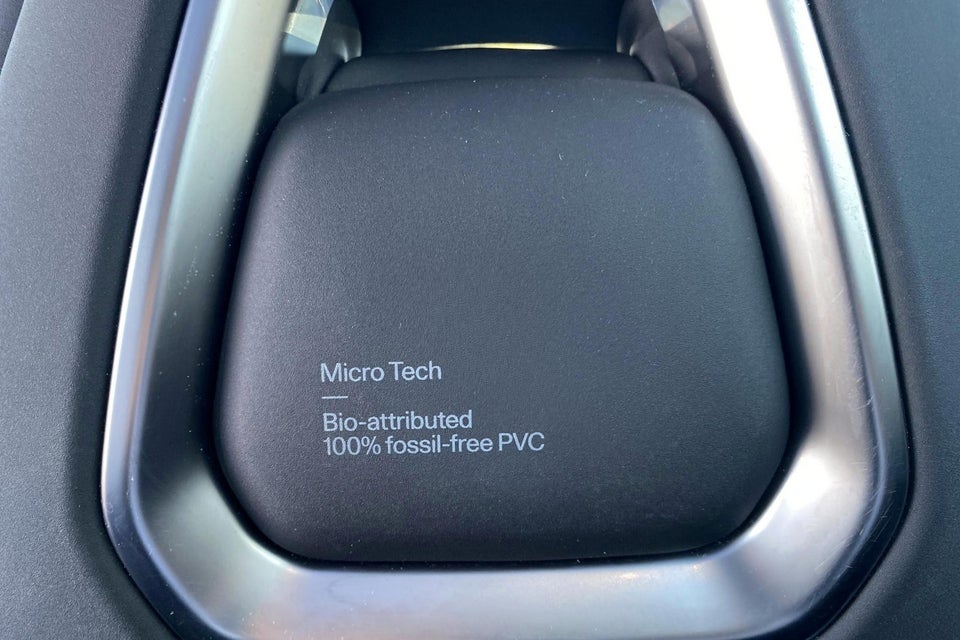 Micro Tech
Bio-attributed
100% fossil-free PVC